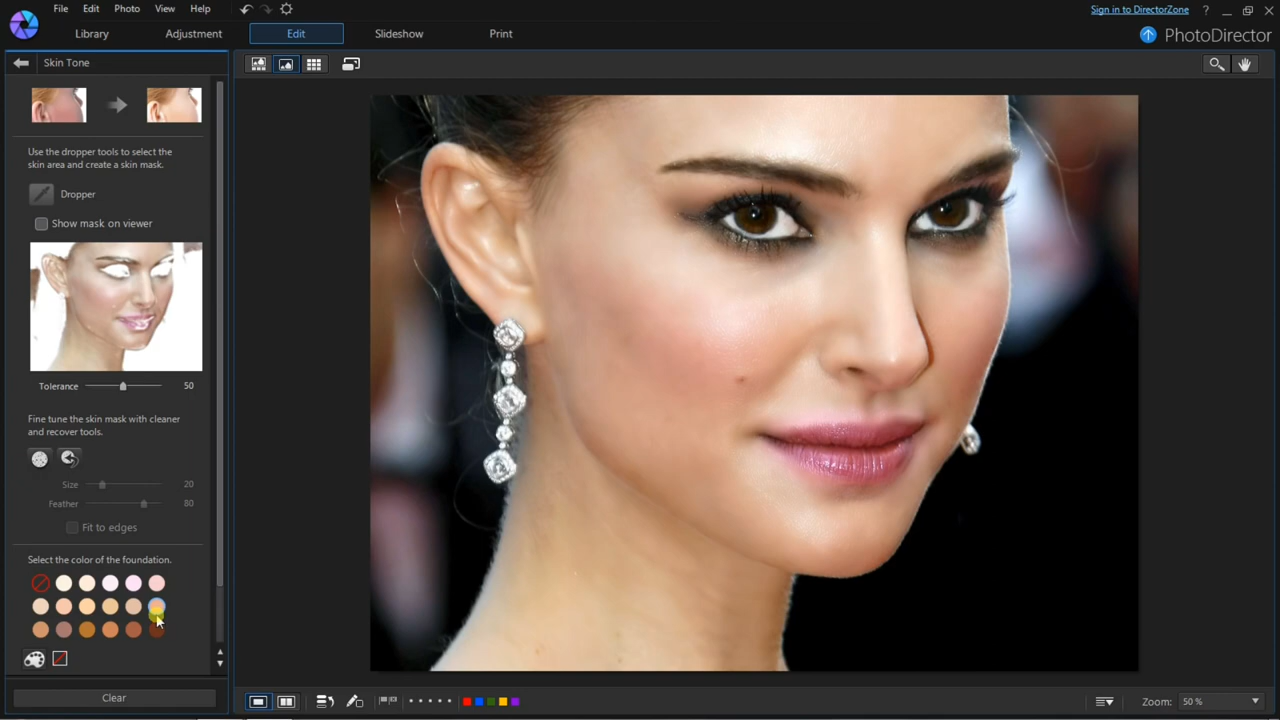 File Edit Photo View Help
Sign in to DirectorZone ?
Library Adjustment Edit Slideshow Print
PhotoDirector
Skin Tone
Use the dropper tools to select the
skin area and create a skin mask.
Dropper
Show mask on viewer
Tolerance 50
Fine tune the skin mask with cleaner
and recover tools.
Size 20
Feather 80
Fit to edges
Select the color of the foundation.
Clear
Zoom: 50 %